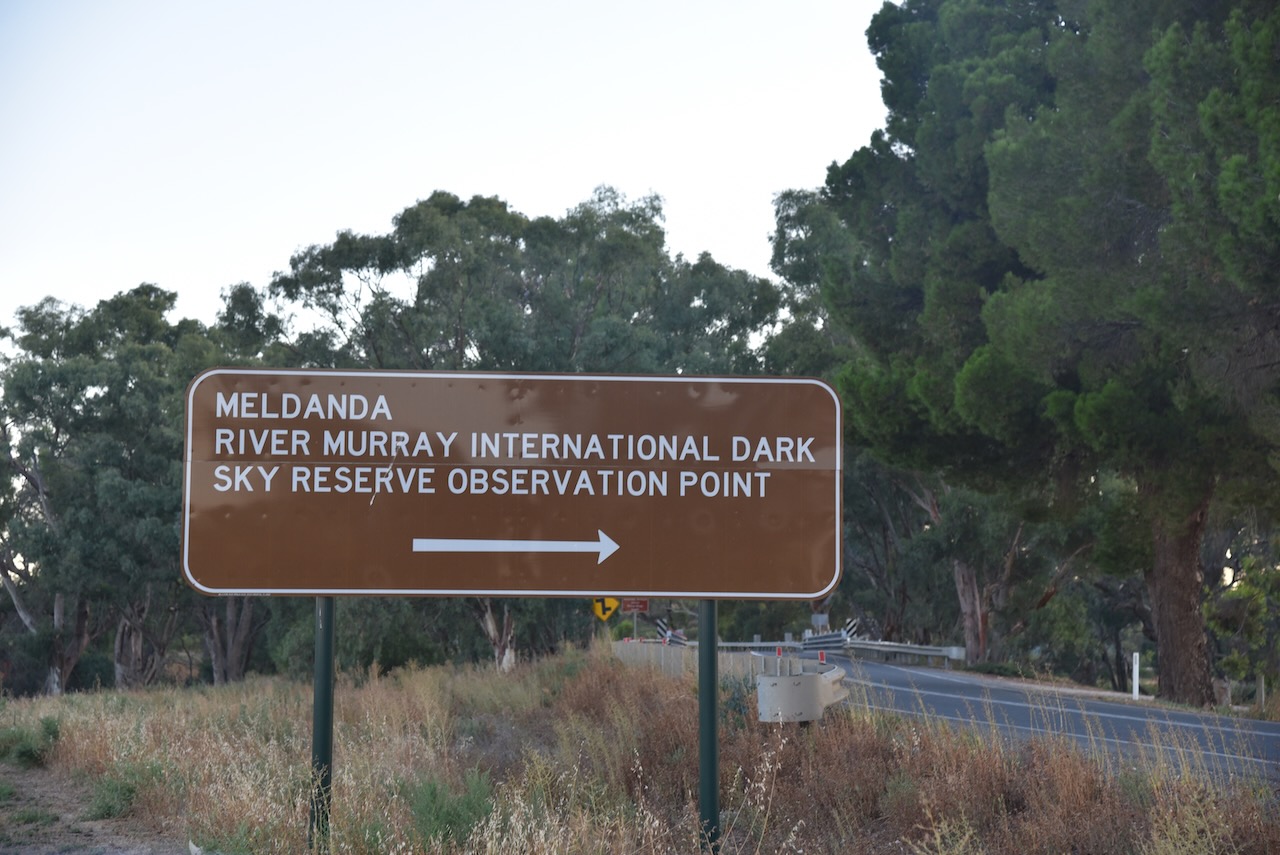 MELDANDA
RIVER MURRAY INTERNATIONAL DARK
SKY RESERVE OBSERVATION POINT